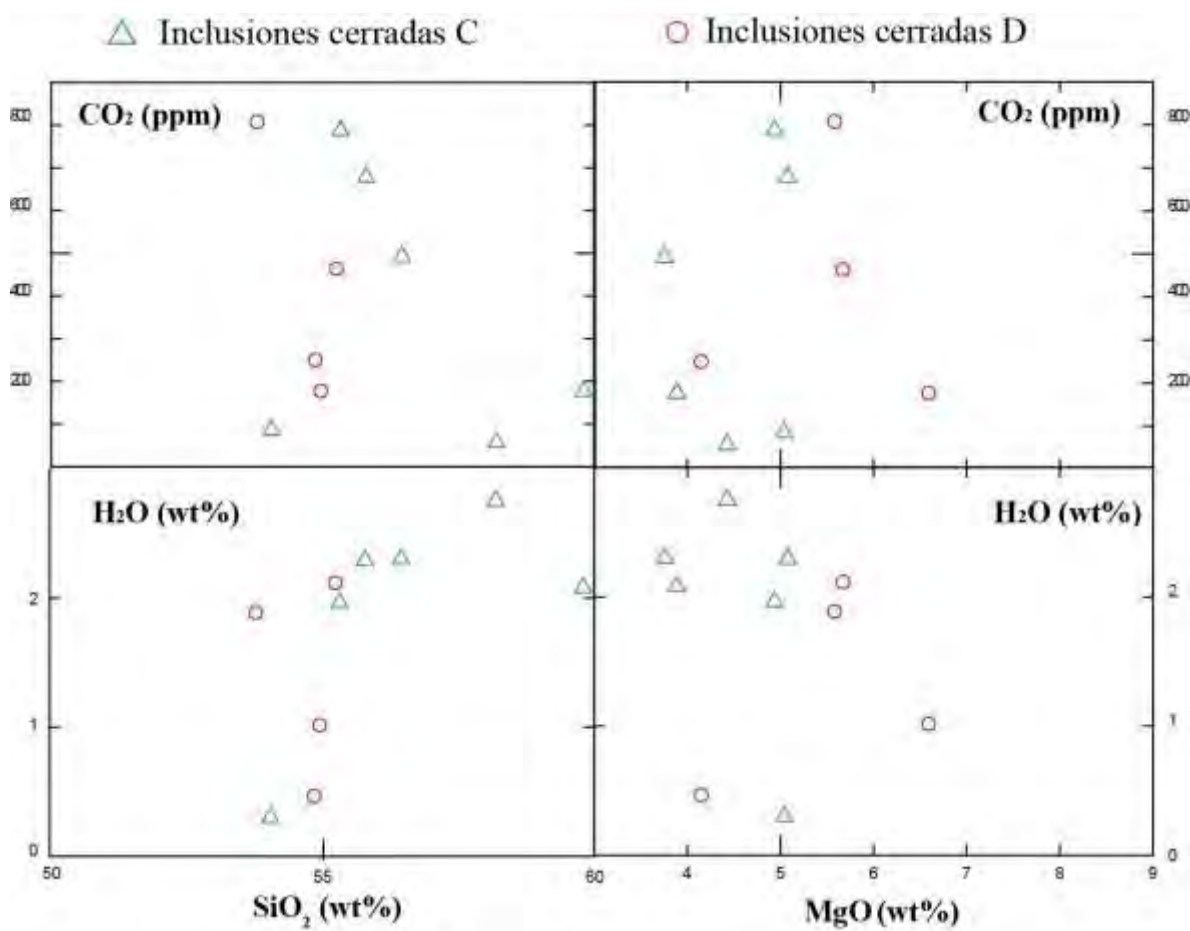 Inclusiones cerradas C
Inclusiones cerradas D
CO₂ (ppm)
CO₂ (ppm)
800
600
400
200
800
600
400
200
H₂O (wt%)
H₂O (wt%)
2
1
0
2
1
0
50
55
60
4
5
6
7
8
9
SiO₂ (wt%)
MgO (wt%)